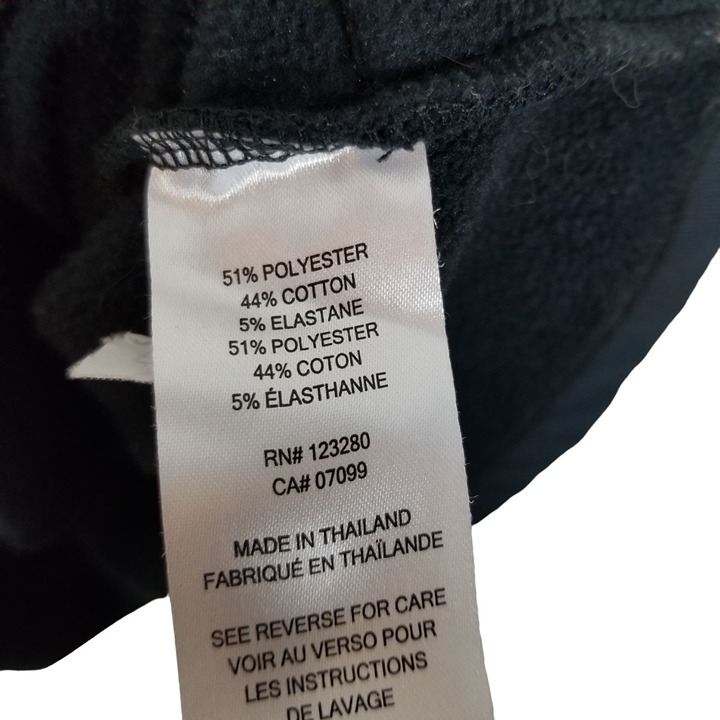 51% POLYESTER
44% COTTON
5% ELASTANE
51% POLYESTER
44% COTON
5% ÉLASTHANNE
RN# 123280
CA# 07099
MADE IN THAILAND
FABRIQUÉ EN THAÏLANDE
SEE REVERSE FOR CARE
VOIR AU VERSO POUR
LES INSTRUCTIONS
DE LAVAGE